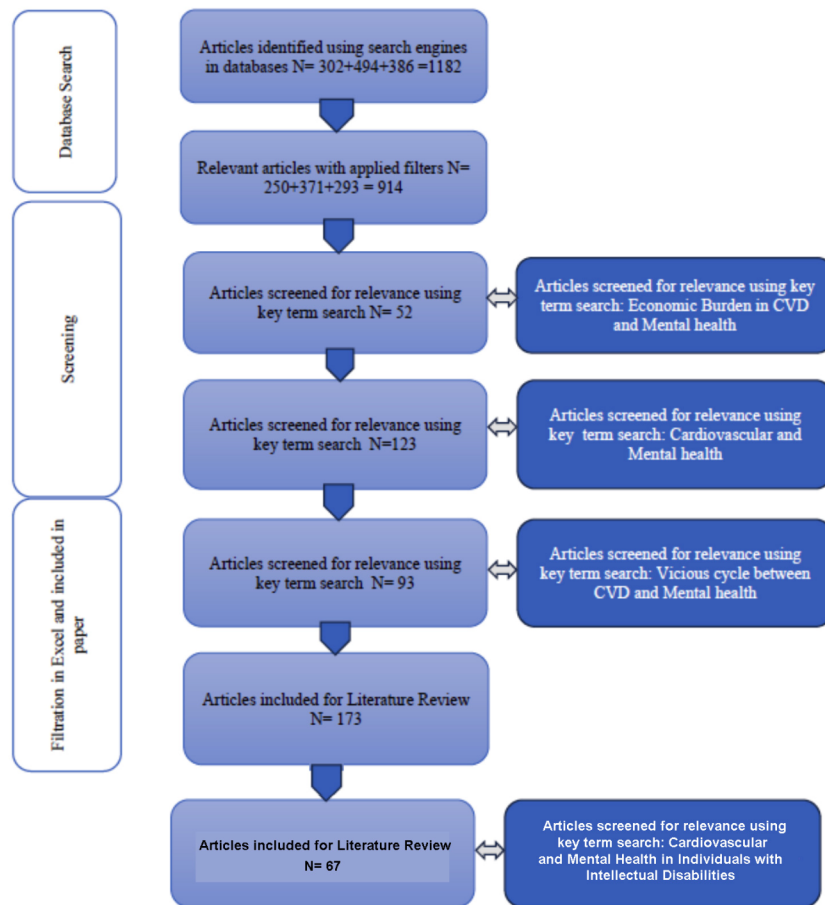 Database Search
Articles identified using search engines
in databases N= 302+494+386 =1182
Relevant articles with applied filters N=
250+371+293 = 914
Screening
Articles screened for relevance using
key term search N= 52
Articles screened for relevance using key
term search: Economic Burden in CVD
and Mental health
Articles screened for relevance using
key term search N=123
Articles screened for relevance using
key term search: Cardiovascular and
Mental health
Filtration in Excel and included in
paper
Articles screened for relevance using
key term search N= 93
Articles screened for relevance using
key term search: Vicious cycle between
CVD and Mental health
Articles included for Literature Review
N= 173
Articles included for Literature Review
N= 67
Articles screened for relevance using
key term search: Cardiovascular
and Mental Health in Individuals with
Intellectual Disabilities